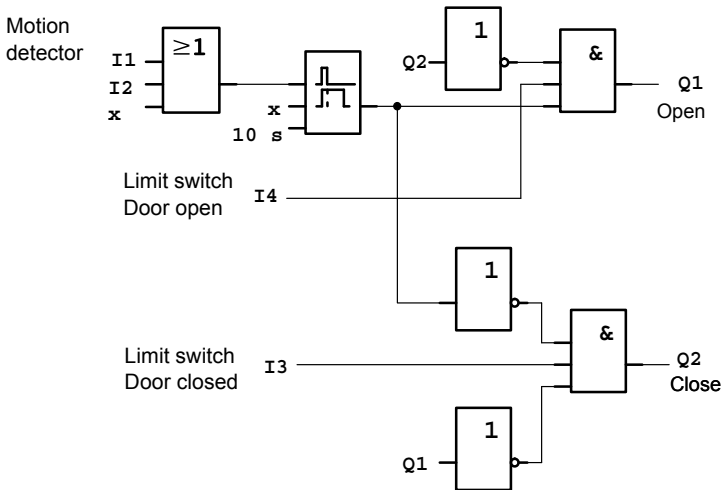 Motion
detector
I1
I2
x
≥1
x
10 s
Q2
1
&
Q1
Open
Limit switch
Door open
I4
1
&
Limit switch
Door closed
I3
Q2
Close
1
Q1